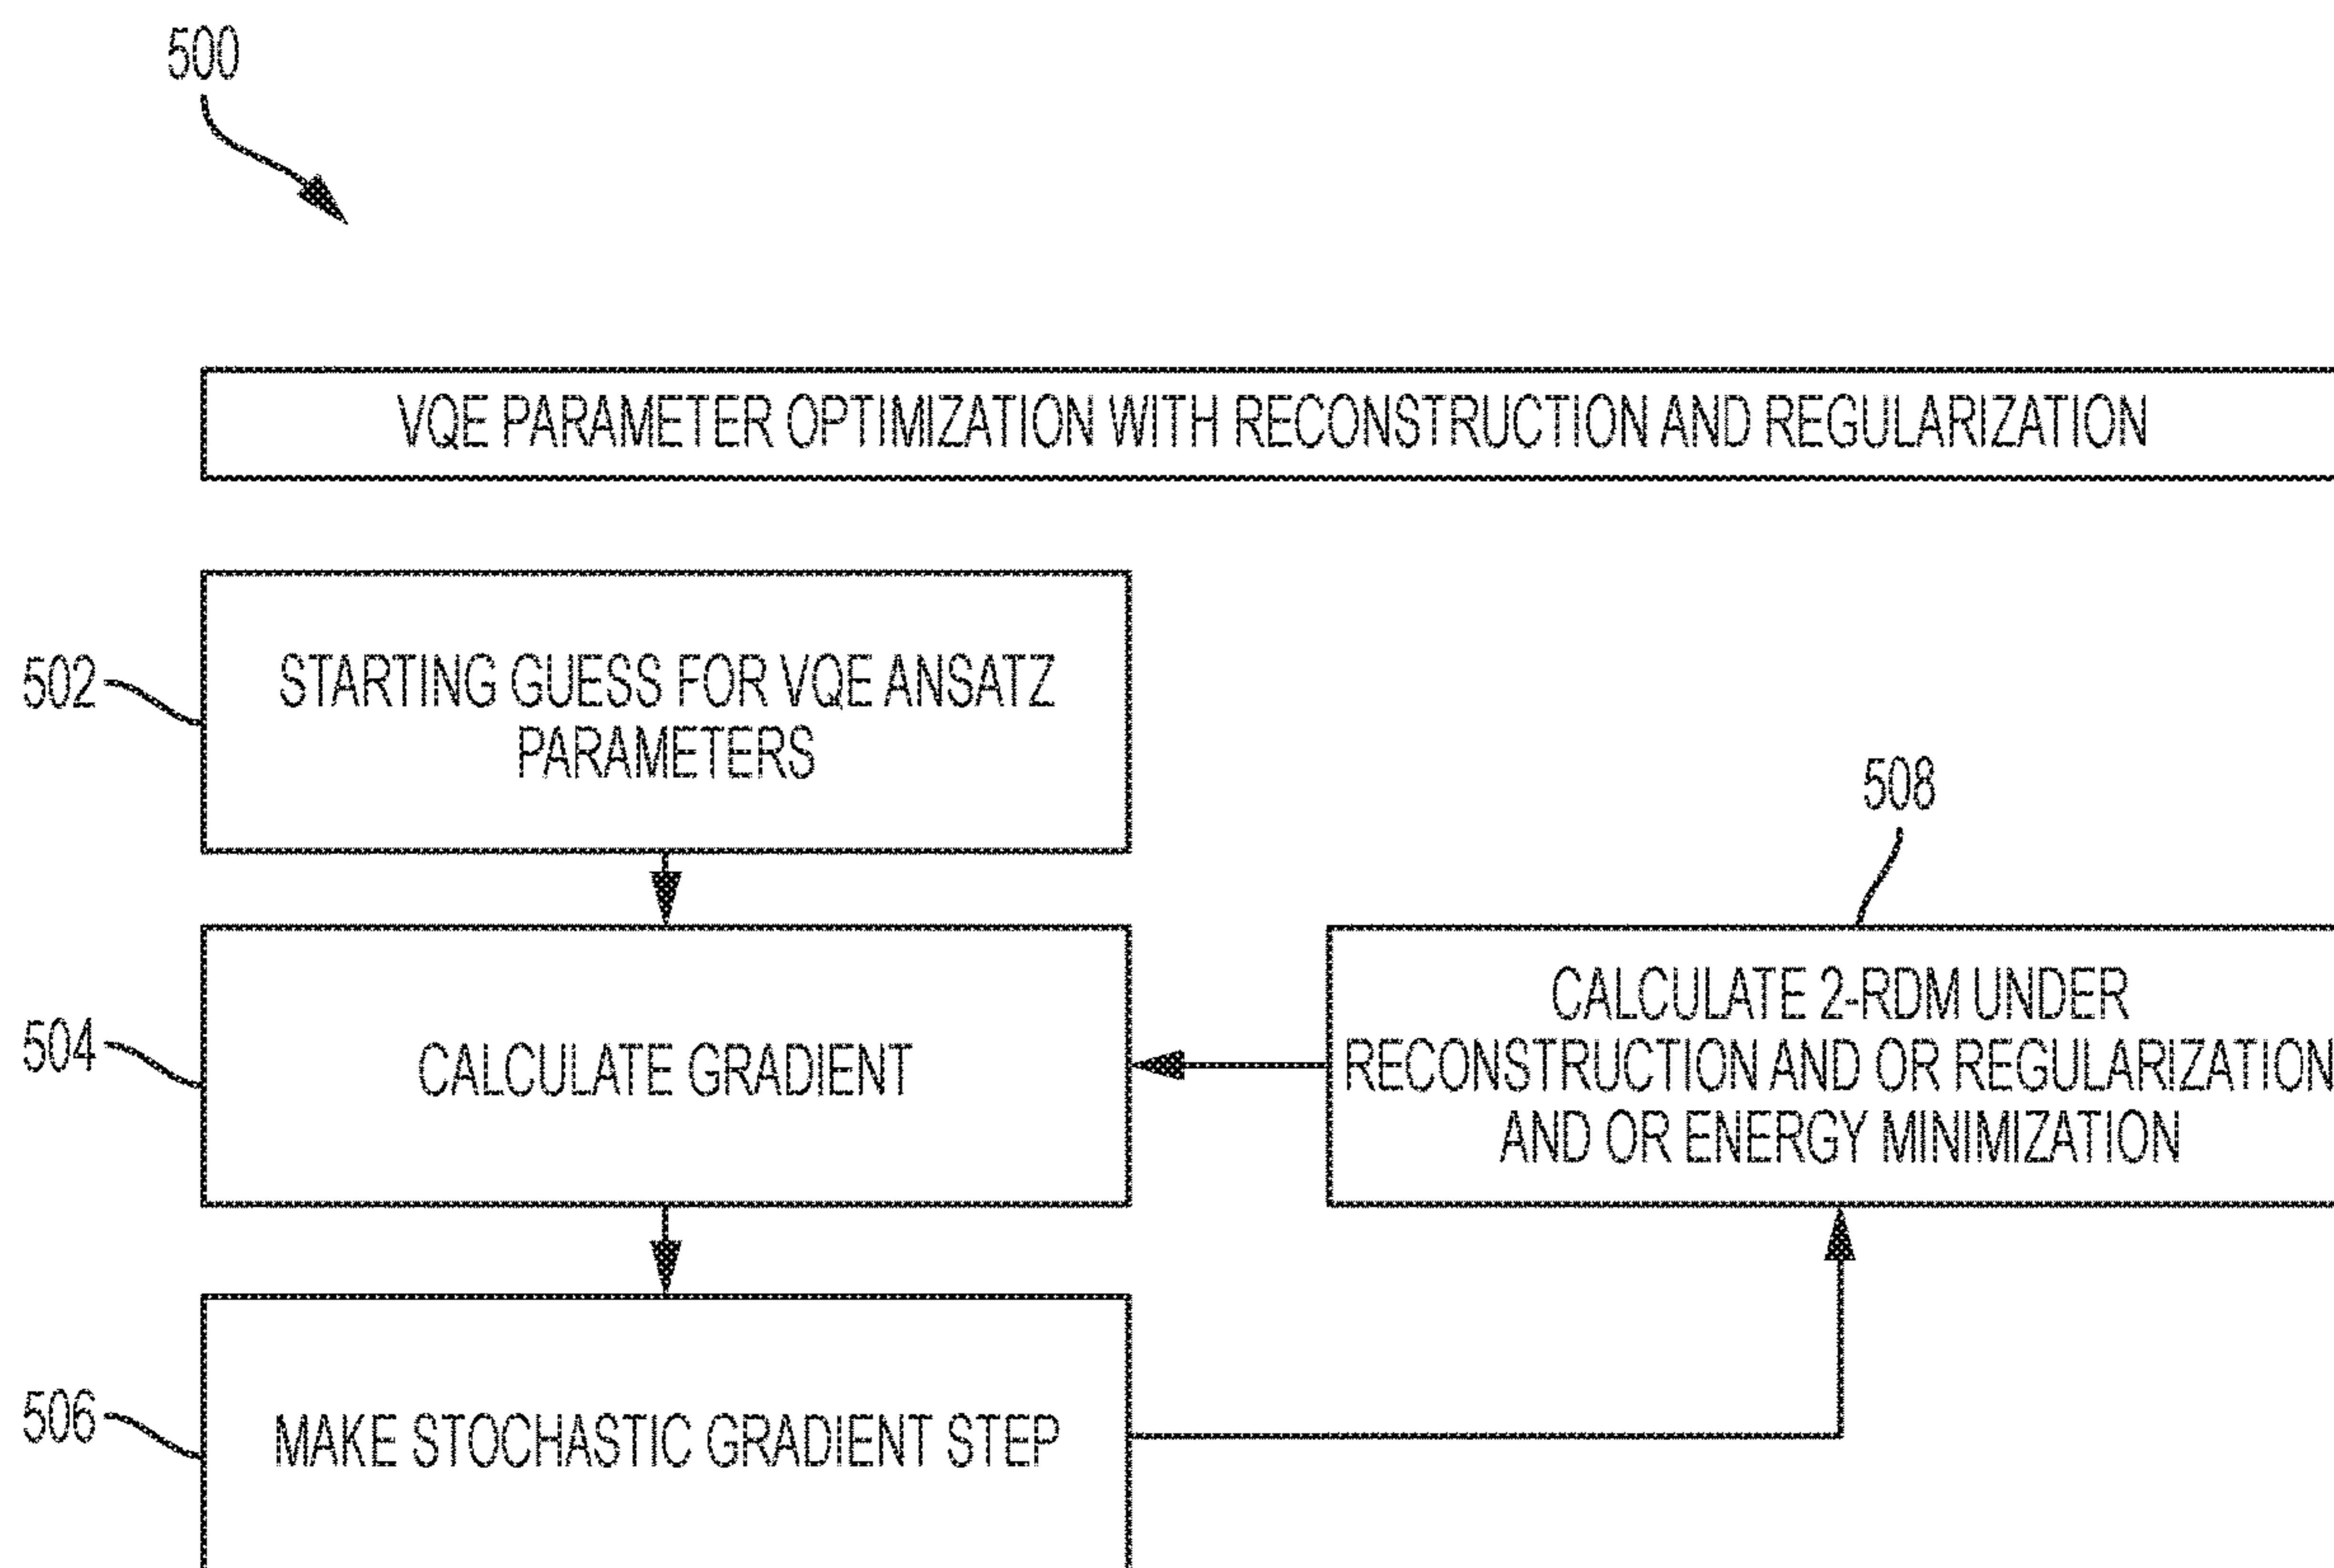 500
VQE PARAMETER OPTIMIZATION WITH RECONSTRUCTION AND REGULARIZATION
502
STARTING GUESS FOR VQE ANSATZ
PARAMETERS
508
504
CALCULATE GRADIENT
CALCULATE 2-RDM UNDER
RECONSTRUCTION AND OR REGULARIZATION
AND OR ENERGY MINIMIZATION
506
MAKE STOCHASTIC GRADIENT STEP